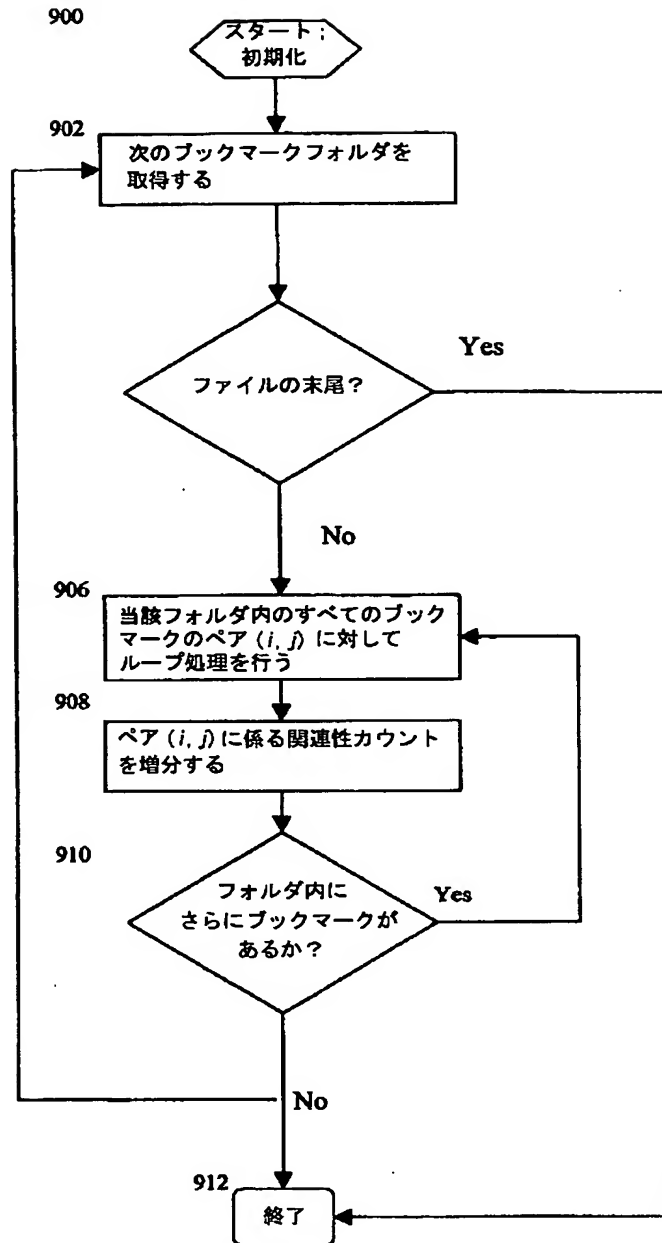 900
スタート;
初期化
902
次のブックマークフォルダを
取得する
ファイルの末尾?
Yes
No
906
当該フォルダ内のすべてのブック
マークのペア (i, j) に対して
ループ処理を行う
908
ペア (i, j) に係る関連性カウント
を増分する
910
フォルダ内に
さらにブックマークが
あるか?
Yes
No
912
終了